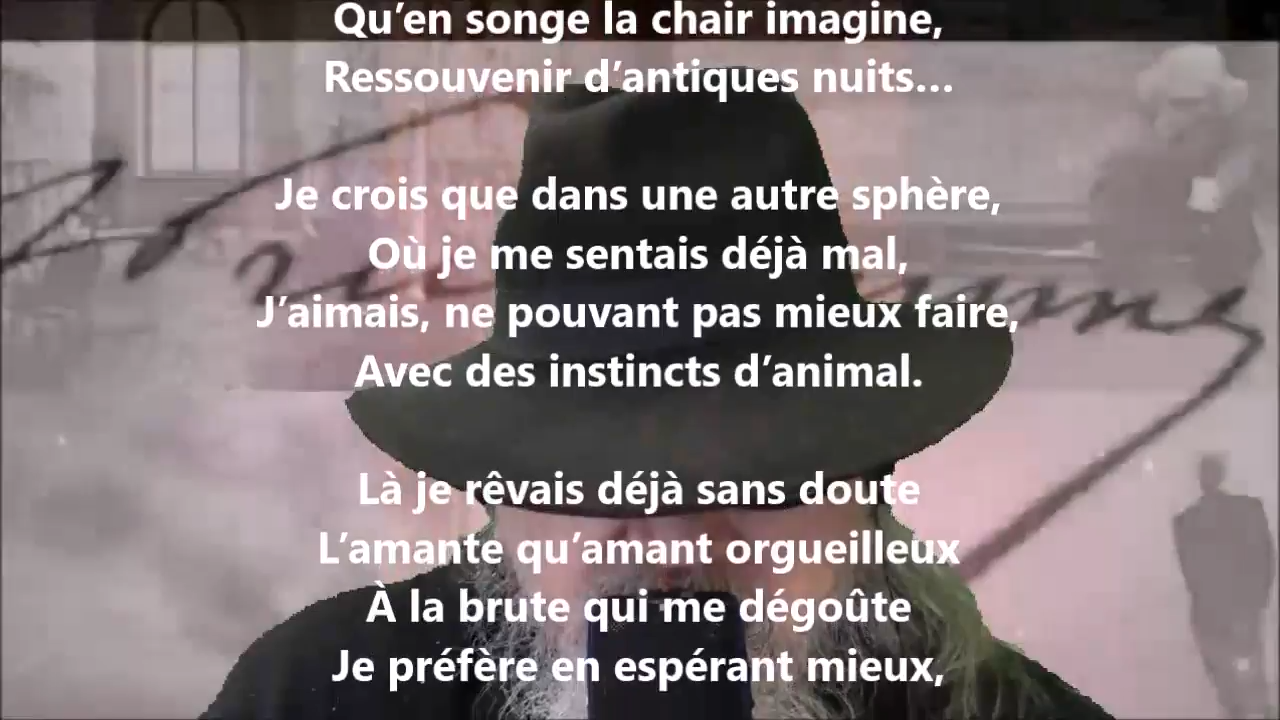 Qu’en songe la chair imagine,
Ressouvenir d’antiques nuits…
Je crois que dans une autre sphère,
Où je me sentais déjà mal,
J’aimais, ne pouvant pas mieux faire,
Avec des instincts d’animal.
Là je rêvais déjà sans doute
L’amante qu’amant orgueilleux
À la brute qui me dégoûte
Je préfère en espérant mieux,